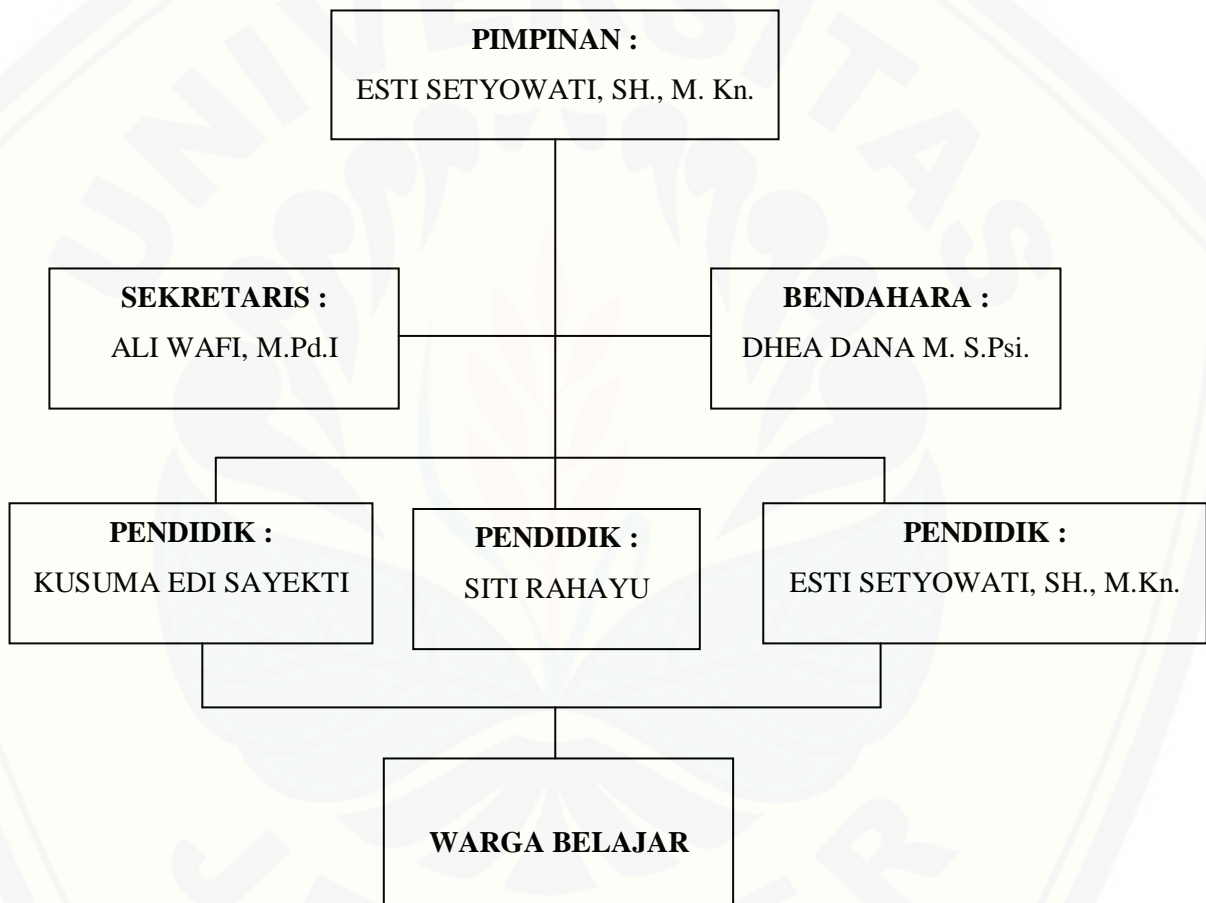 PIMPINAN :
ESTI SETYOWATI, SH., M. Kn.
SEKRETARIS :
ALI WAFI, M.Pd.I
BENDAHARA :
DHEA DANA M. S.Psi.
PENDIDIK :
KUSUMA EDI SAYEKTI
PENDIDIK :
SITI RAHAYU
PENDIDIK :
ESTI SETYOWATI, SH., M.Kn.
WARGA BELAJAR
UNIVERSITAS